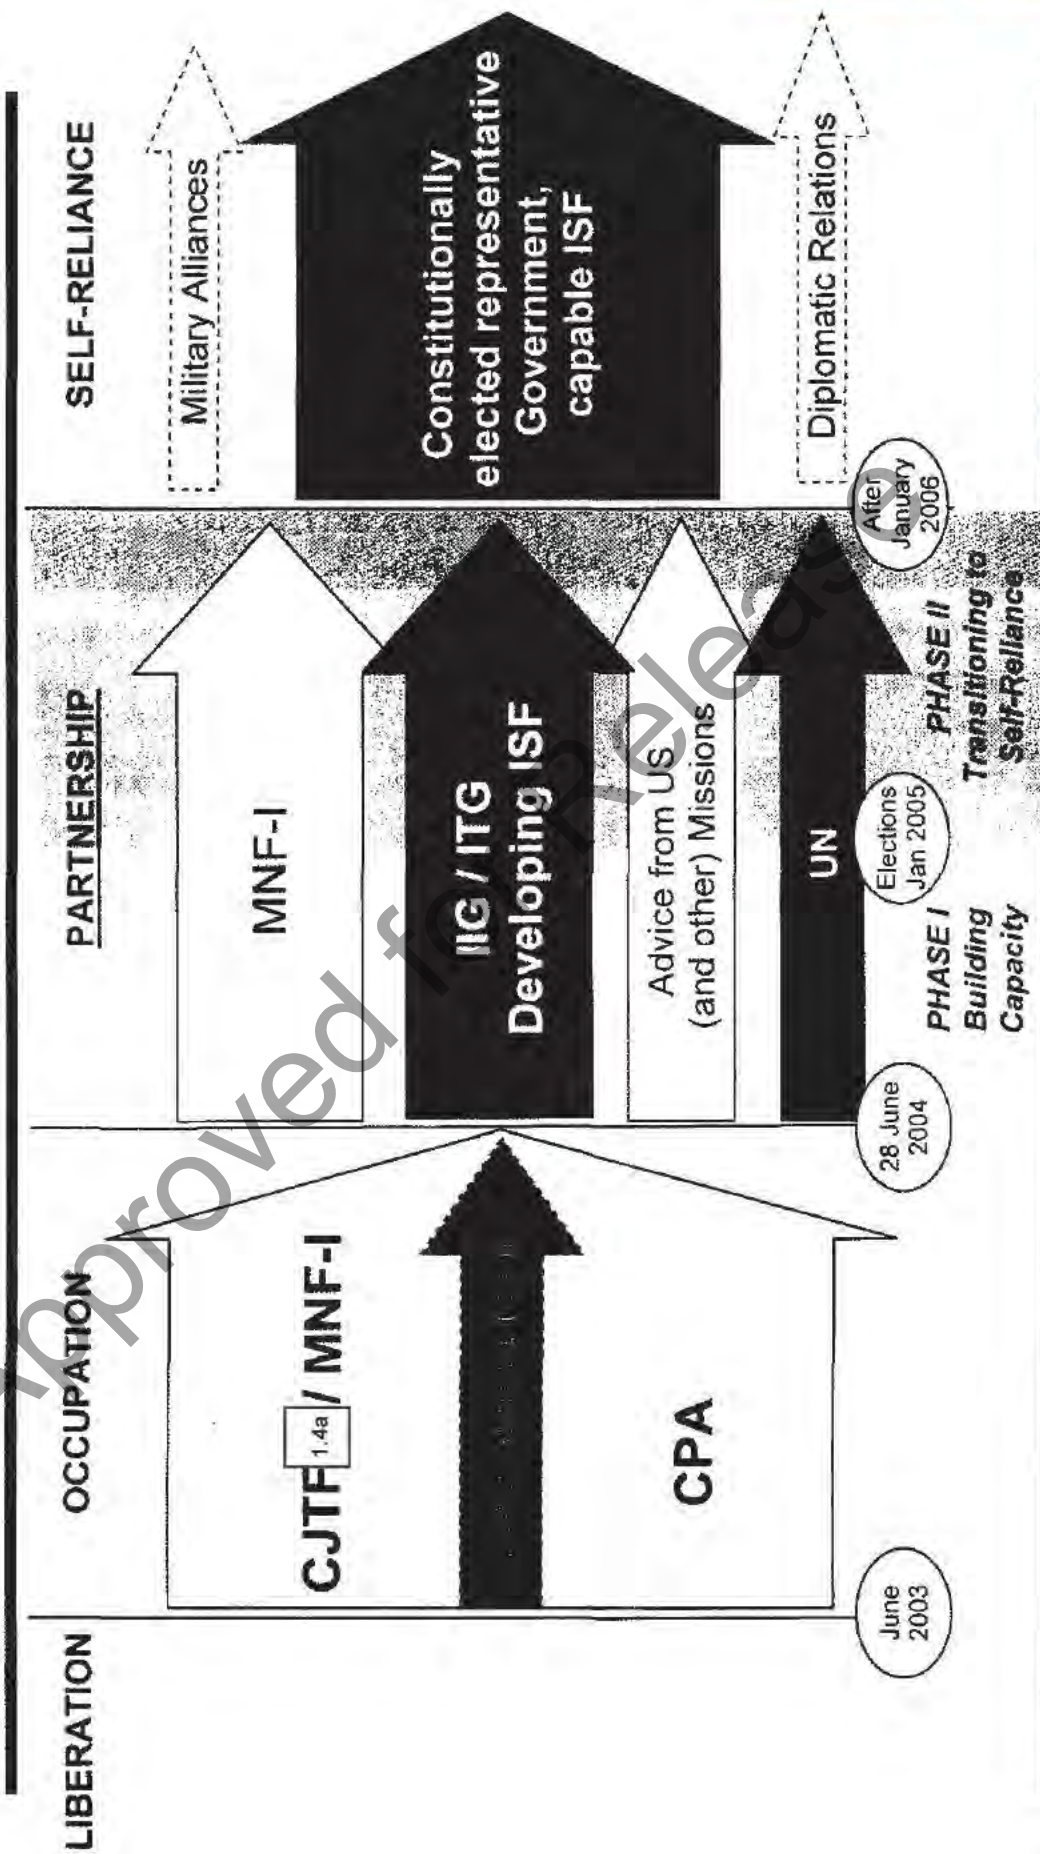 LIBERATION
OCCUPATION
PARTNERSHIP
SELF-RELIANCE
CJTF 1.4a / MNF-I
CPA
MNF-I
IIG / ITG
Developing ISF
Advice from US
(and other) Missions
UN
Military Alliances
Constitutionally
elected representative
Government,
capable ISF
Diplomatic Relations
June
2003
28 June
2004
Elections
Jan 2005
After
January
2006
PHASE I
Building
Capacity
PHASE II
Transitioning to
Self-Reliance
Approved for Release